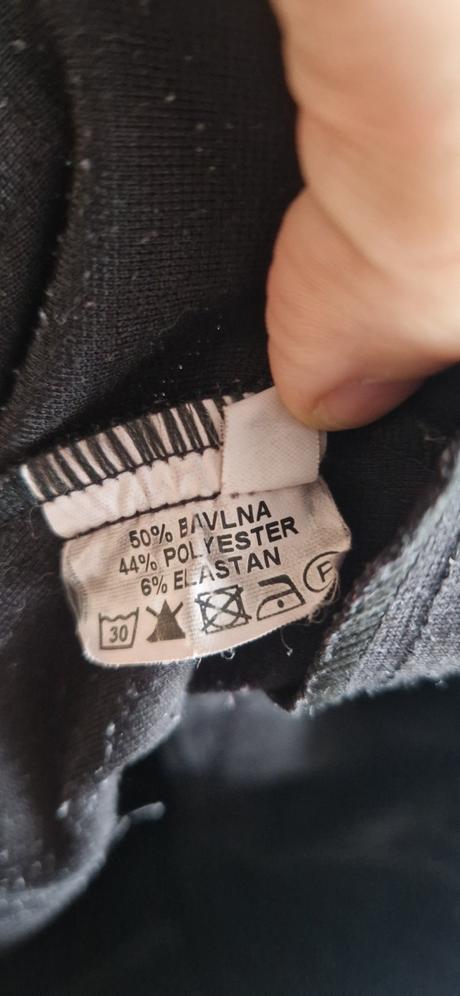 50% BAVLNA
44% POLYESTER
6% ELASTAN
30 F